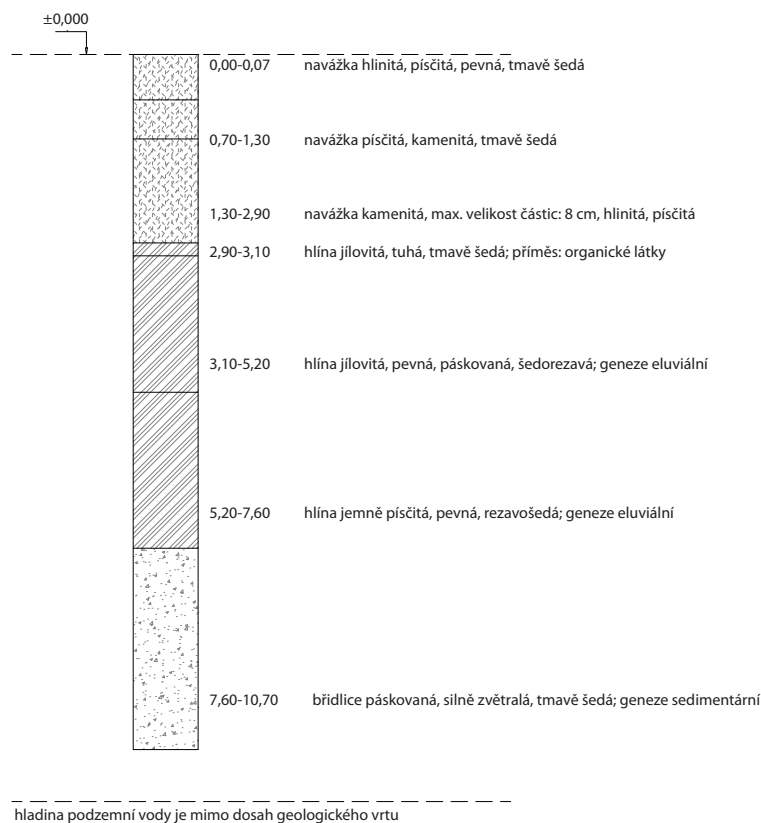 ±0,000
0,00-0,07 navážka hlinitá, písčitá, pevná, tmavě šedá
0,70-1,30 navážka písčitá, kamenitá, tmavě šedá
1,30-2,90 navážka kamenitá, max. velikost částic: 8 cm, hlinitá, písčitá
2,90-3,10 hlína jílovitá, tuhá, tmavě šedá; příměs: organické látky
3,10-5,20 hlína jílovitá, pevná, páskovaná, šedorezavá; geneze eluviální
5,20-7,60 hlína jemně písčitá, pevná, rezavošedá; geneze eluviální
7,60-10,70 břidlice páskovaná, silně zvětralá, tmavě šedá; geneze sedimentární
hladina podzemní vody je mimo dosah geologického vrtu